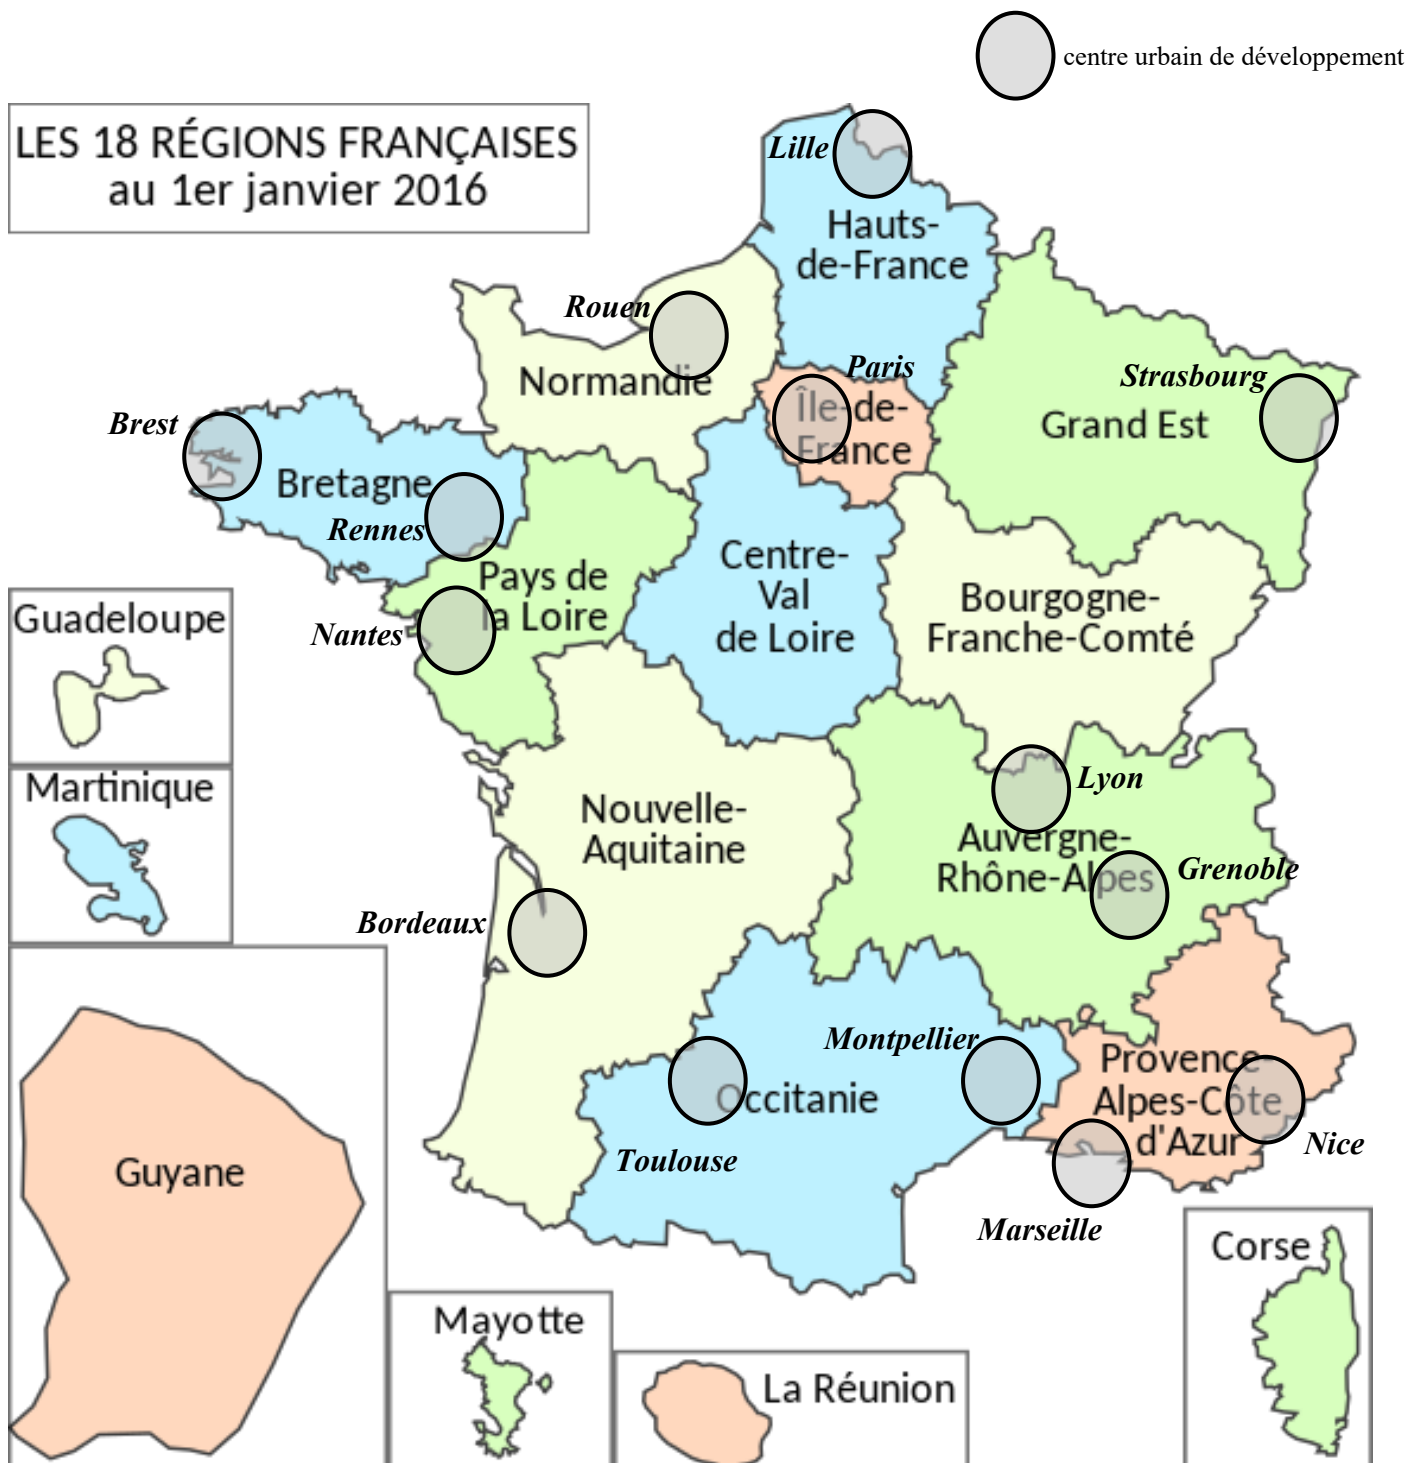 centre urbain de développement
LES 18 RÉGIONS FRANÇAISES
au 1er janvier 2016
Lille
Hauts-
de-France
Rouen
Normandie
Paris
Île-de-
France
Strasbourg
Grand Est
Brest
Bretagne
Rennes
Pays de
la Loire
Nantes
Centre-
Val
de Loire
Bourgogne-
Franche-Comté
Guadeloupe
Martinique
Nouvelle-
Aquitaine
Lyon
Auvergne-
Rhône-Alpes
Grenoble
Bordeaux
Montpellier
Occitanie
Toulouse
Provence-
Alpes-Côte
d'Azur
Nice
Marseille
Guyane
Corse
Mayotte
La Réunion